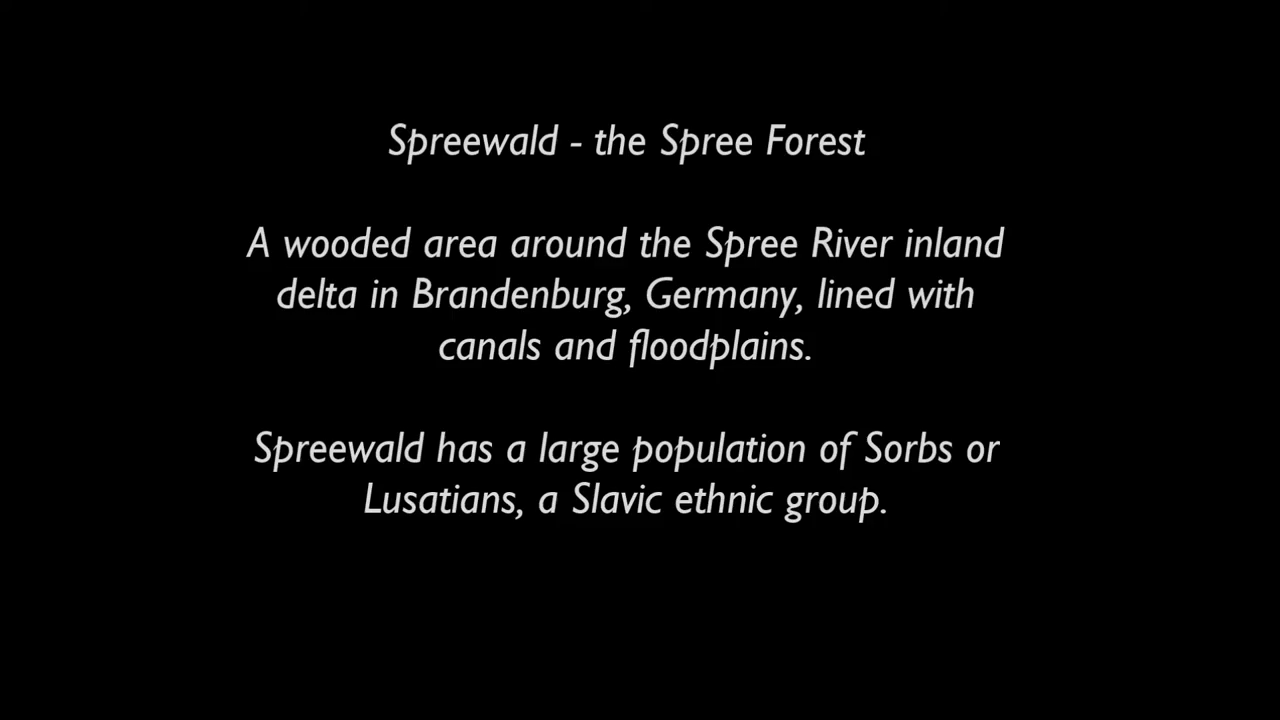 Spreewald - the Spree Forest
A wooded area around the Spree River inland
delta in Brandenburg, Germany, lined with
canals and floodplains.
Spreewald has a large population of Sorbs or
Lusatians, a Slavic ethnic group.